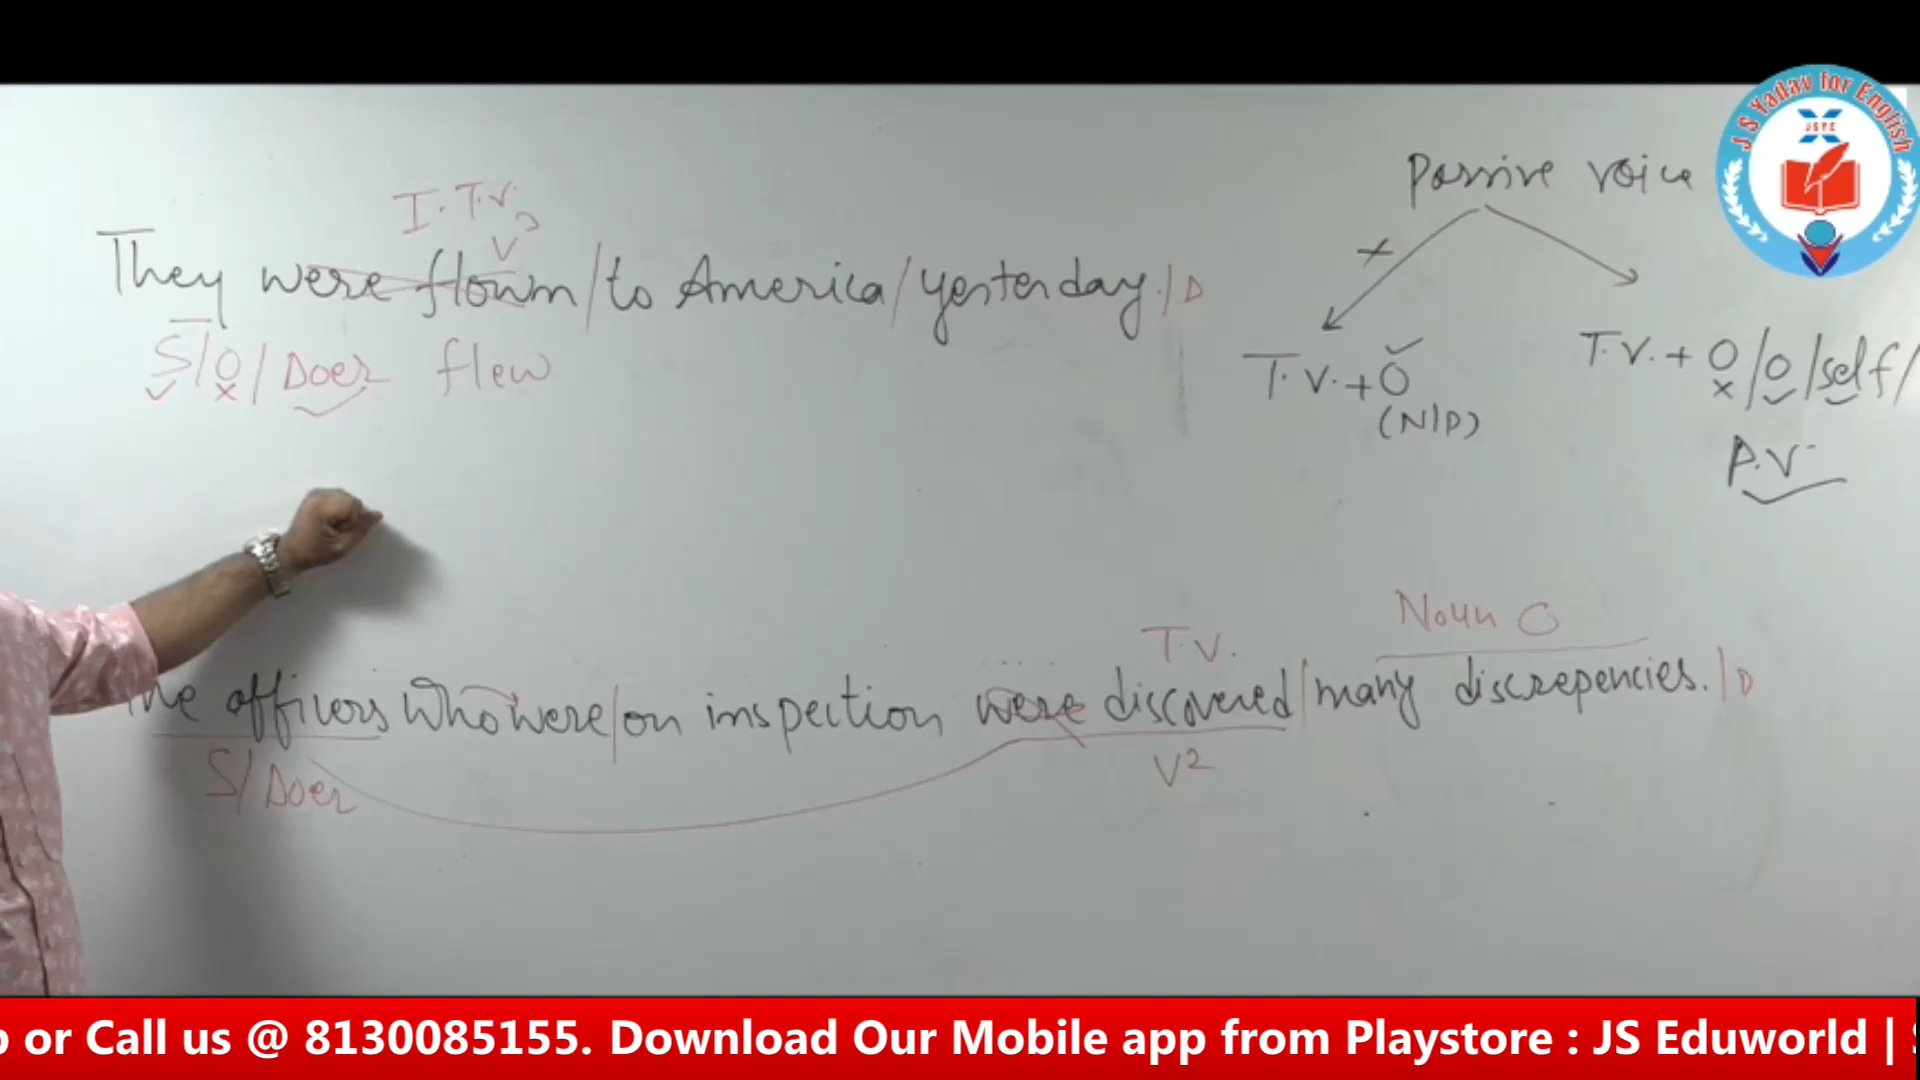 Passive voice
I.T.V.
V3
They were flown / to America / yesterday. / D
S / O / Doer flew
T.V. + O
(N/P)
T.V. + O / O / self /
P.V.
Noun O
T.V.
The officers who were / on inspection were discovered / many discrepencies. / D
S / Doer
V2
J S Yadav for English
JSYE
or Call us @ 8130085155. Download Our Mobile app from Playstore : JS Eduworld |